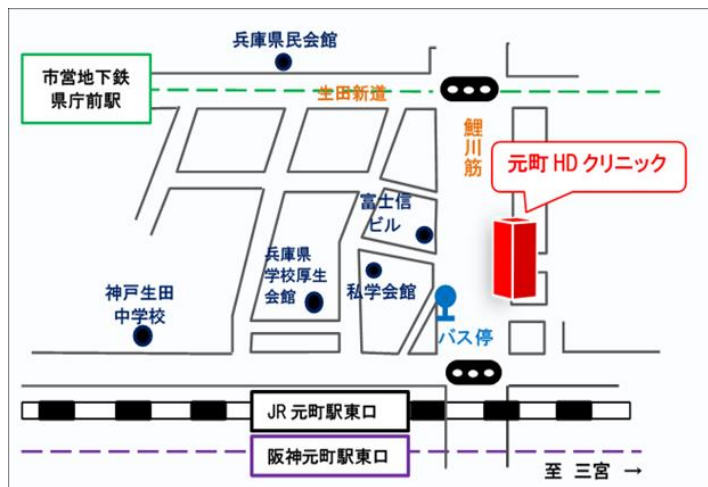 兵庫県民会館
市営地下鉄
県庁前駅
生田新道
鯉川筋
元町 HD クリニック
富士信
ビル
兵庫県
学校厚生
会館
私学会館
神戸生田
中学校
バス停
JR 元町駅東口
阪神元町駅東口
至 三宮 →